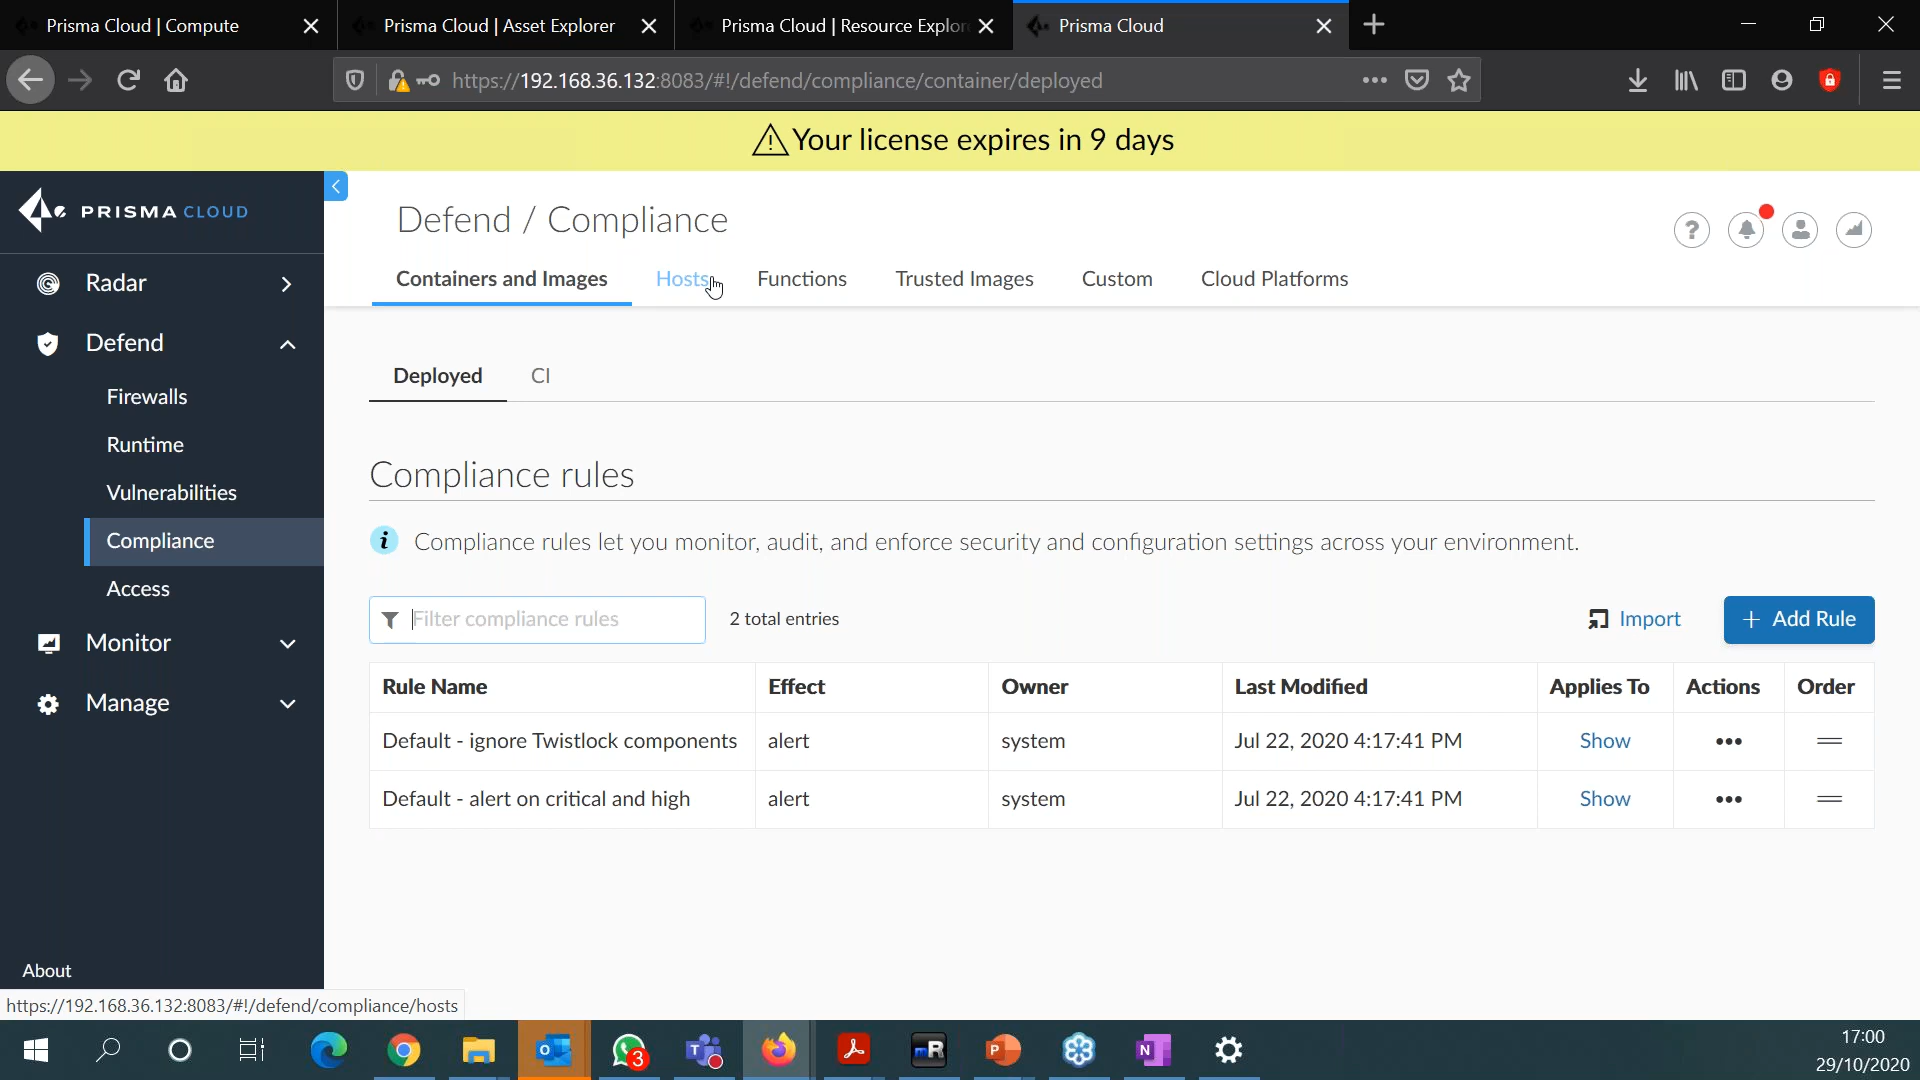 Prisma Cloud | Compute
Prisma Cloud | Asset Explorer
Prisma Cloud | Resource Explor
Prisma Cloud
https://192.168.36.132:8083/#!/defend/compliance/container/deployed
Your license expires in 9 days
PRISMA CLOUD
Defend / Compliance
Containers and Images
Hosts
Functions
Trusted Images
Custom
Cloud Platforms
Radar
Defend
Firewalls
Runtime
Vulnerabilities
Compliance
Access
Monitor
Manage
About
Deployed
CI
Compliance rules
Compliance rules let you monitor, audit, and enforce security and configuration settings across your environment.
Filter compliance rules
2 total entries
Import
+ Add Rule
Rule Name Effect Owner Last Modified Applies To Actions Order
Default - ignore Twistlock components alert system Jul 22, 2020 4:17:41 PM Show
Default - alert on critical and high alert system Jul 22, 2020 4:17:41 PM Show
https://192.168.36.132:8083/#!/defend/compliance/hosts
3
17:00
29/10/2020